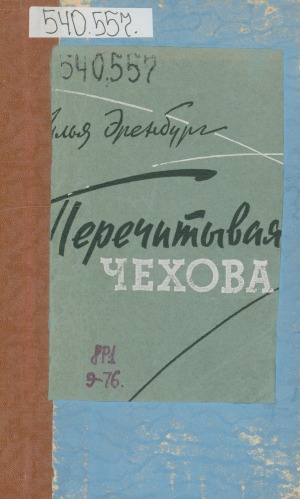 540.557.
540.557
Илья Эренбург
Перечитывая
ЧЕХОВА
8Р1
Э-76.